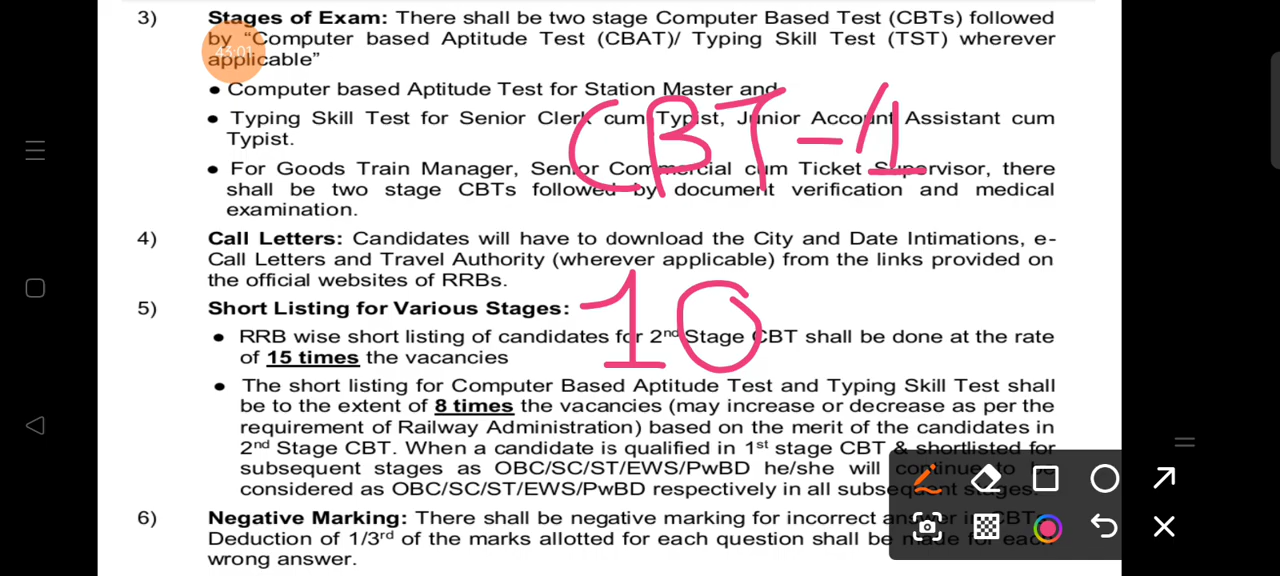 3) Stages of Exam: There shall be two stage Computer Based Test (CBTs) followed
by “Computer based Aptitude Test (CBAT)/ Typing Skill Test (TST) wherever
applicable”
43:01
• Computer based Aptitude Test for Station Master and
• Typing Skill Test for Senior Clerk cum Typist, Junior Account Assistant cum
Typist.
CBT-1
• For Goods Train Manager, Senior Commercial cum Ticket Supervisor, there
shall be two stage CBTs followed by document verification and medical
examination.
4) Call Letters: Candidates will have to download the City and Date Intimations, e-
Call Letters and Travel Authority (wherever applicable) from the links provided on
the official websites of RRBs.
5) Short Listing for Various Stages:
10
• RRB wise short listing of candidates for 2nd Stage CBT shall be done at the rate
of 15 times the vacancies
• The short listing for Computer Based Aptitude Test and Typing Skill Test shall
be to the extent of 8 times the vacancies (may increase or decrease as per the
requirement of Railway Administration) based on the merit of the candidates in
2nd Stage CBT. When a candidate is qualified in 1st stage CBT & shortlisted for
subsequent stages as OBC/SC/ST/EWS/PwBD he/she will continue to be
considered as OBC/SC/ST/EWS/PwBD respectively in all subsequent stages.
6) Negative Marking: There shall be negative marking for incorrect answer in CBTs.
Deduction of 1/3rd of the marks allotted for each question shall be made for each
wrong answer.